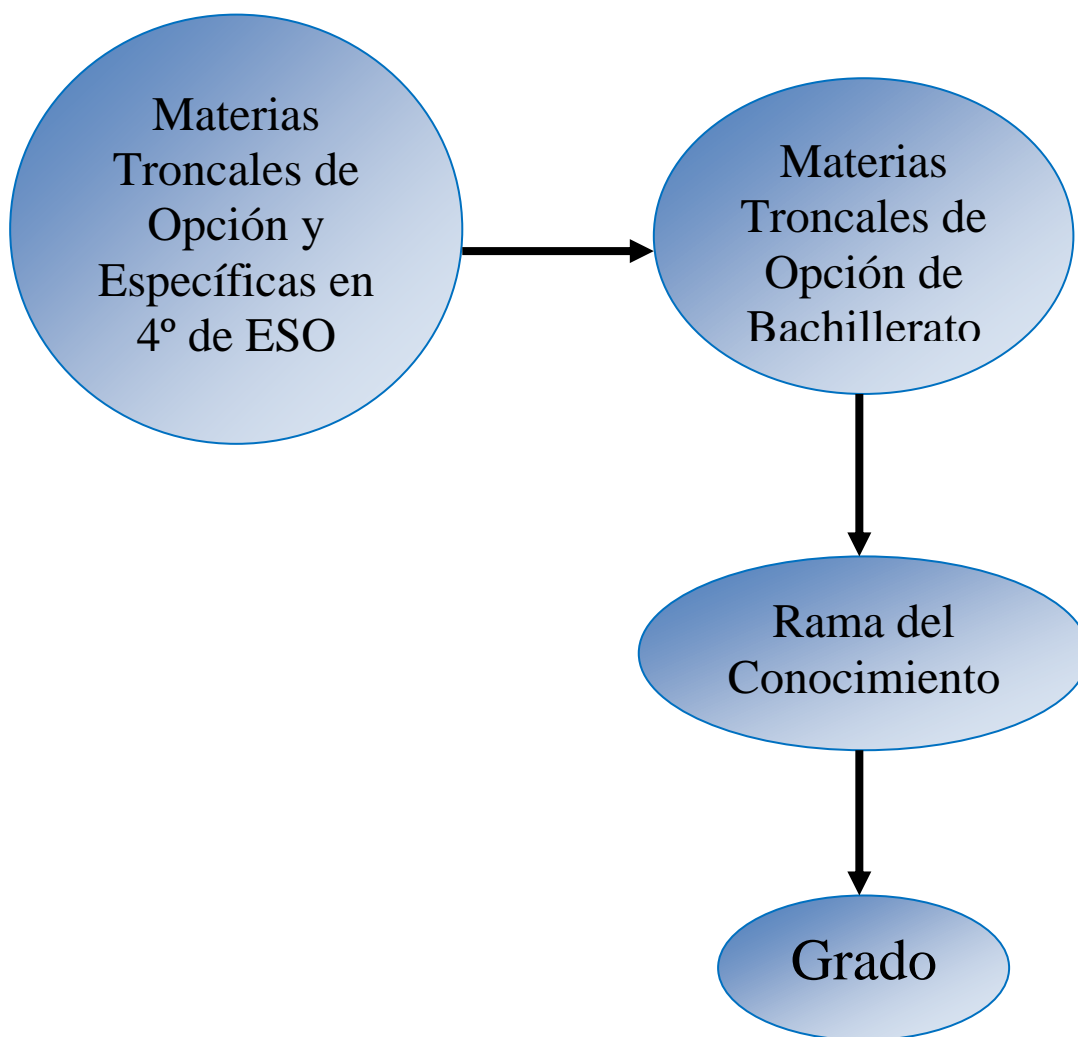 Materias
Troncales de
Opción y
Específicas en
4º de ESO
Materias
Troncales de
Opción de
Bachillerato
Rama del
Conocimiento
Grado